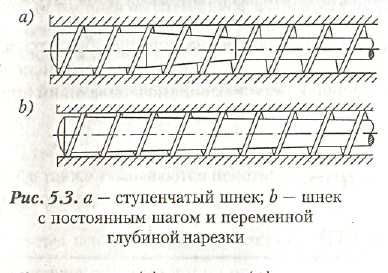 a)
b)
Рис. 5.3. а — ступенчатый шнек; b — шнек
с постоянным шагом и переменной
глубиной нарезки